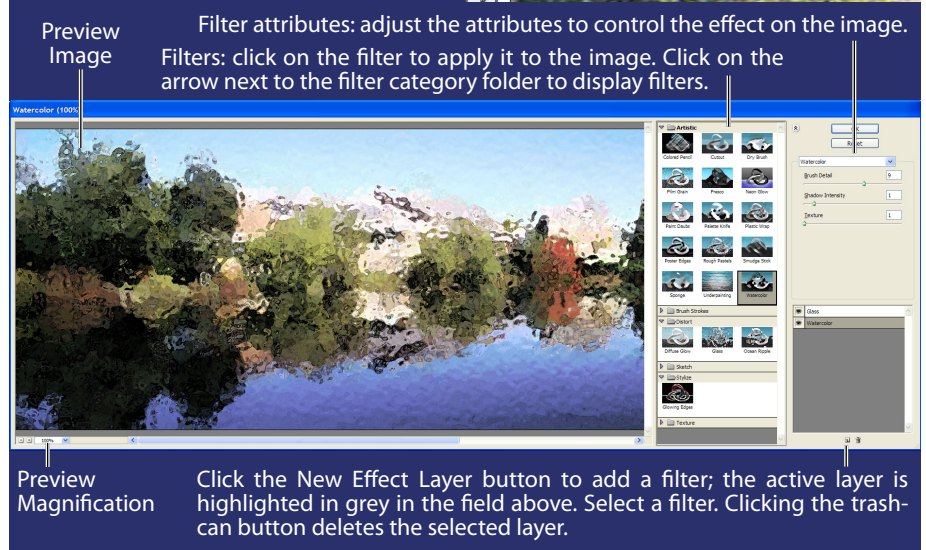 Preview
Image
Filter attributes: adjust the attributes to control the effect on the image.
Filters: click on the filter to apply it to the image. Click on the
arrow next to the filter category folder to display filters.
Watercolor (100%)
Artistic
Colored Pencil
Cutout
Dry Brush
Film Grain
Fresco
Neon Glow
Paint Daubs
Palette Knife
Plastic Wrap
Poster Edges
Rough Pastels
Smudge Stick
Sponge
Underpainting
Watercolor
Brush Strokes
Distort
Diffuse Glow
Glass
Ocean Ripple
Sketch
Stylize
Glowing Edges
Texture
OK
Reset
Watercolor
Brush Detail 9
Shadow Intensity 1
Texture 1
Glass
Watercolor
100%
Preview
Magnification
Click the New Effect Layer button to add a filter; the active layer is
highlighted in grey in the field above. Select a filter. Clicking the trash-
can button deletes the selected layer.